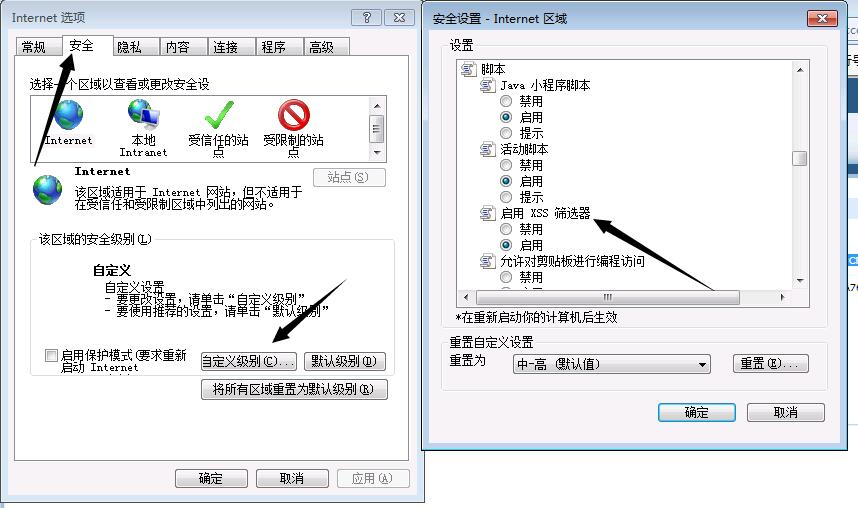 Internet 选项
常规 安全 隐私 内容 连接 程序 高级
选择一个区域以查看或更改安全设
Internet
本地
Intranet
受信任的站
点
受限制的站
点
Internet
站点(S)
该区域适用于 Internet 网站，但不适用于
在受信任和受限制区域中列出的网站。
该区域的安全级别(L)
自定义
自定义设置
- 要更改设置，请单击“自定义级别”
- 要使用推荐的设置，请单击“默认级别”
启用保护模式(要求重新
启动 Internet
自定义级别(C)...
默认级别(D)
将所有区域重置为默认级别(R)
确定 取消 应用(A)
安全设置 - Internet 区域
设置
脚本
Java 小程序脚本
禁用
启用
提示
活动脚本
禁用
启用
提示
启用 XSS 筛选器
禁用
启用
允许对剪贴板进行编程访问
禁用
*在重新启动你的计算机后生效
重置自定义设置
重置为
中-高 (默认值)
重置(E)...
确定 取消